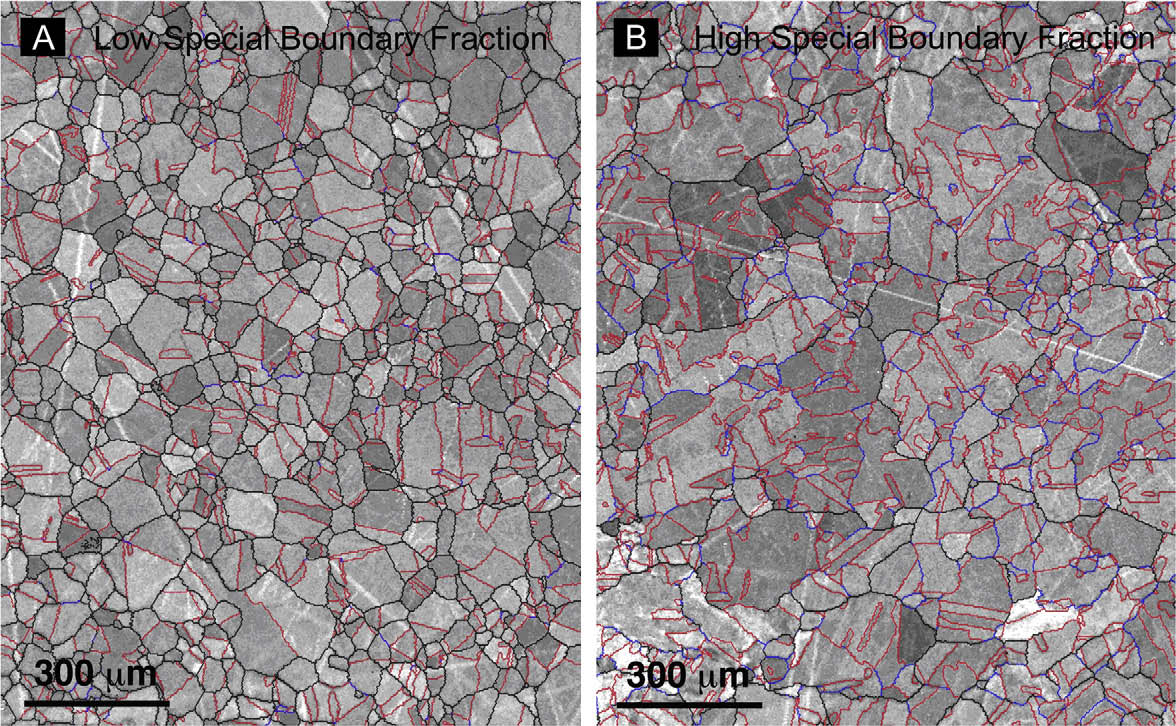 A Low Special Boundary Fraction
B High Special Boundary Fraction
300 μm
300 μm